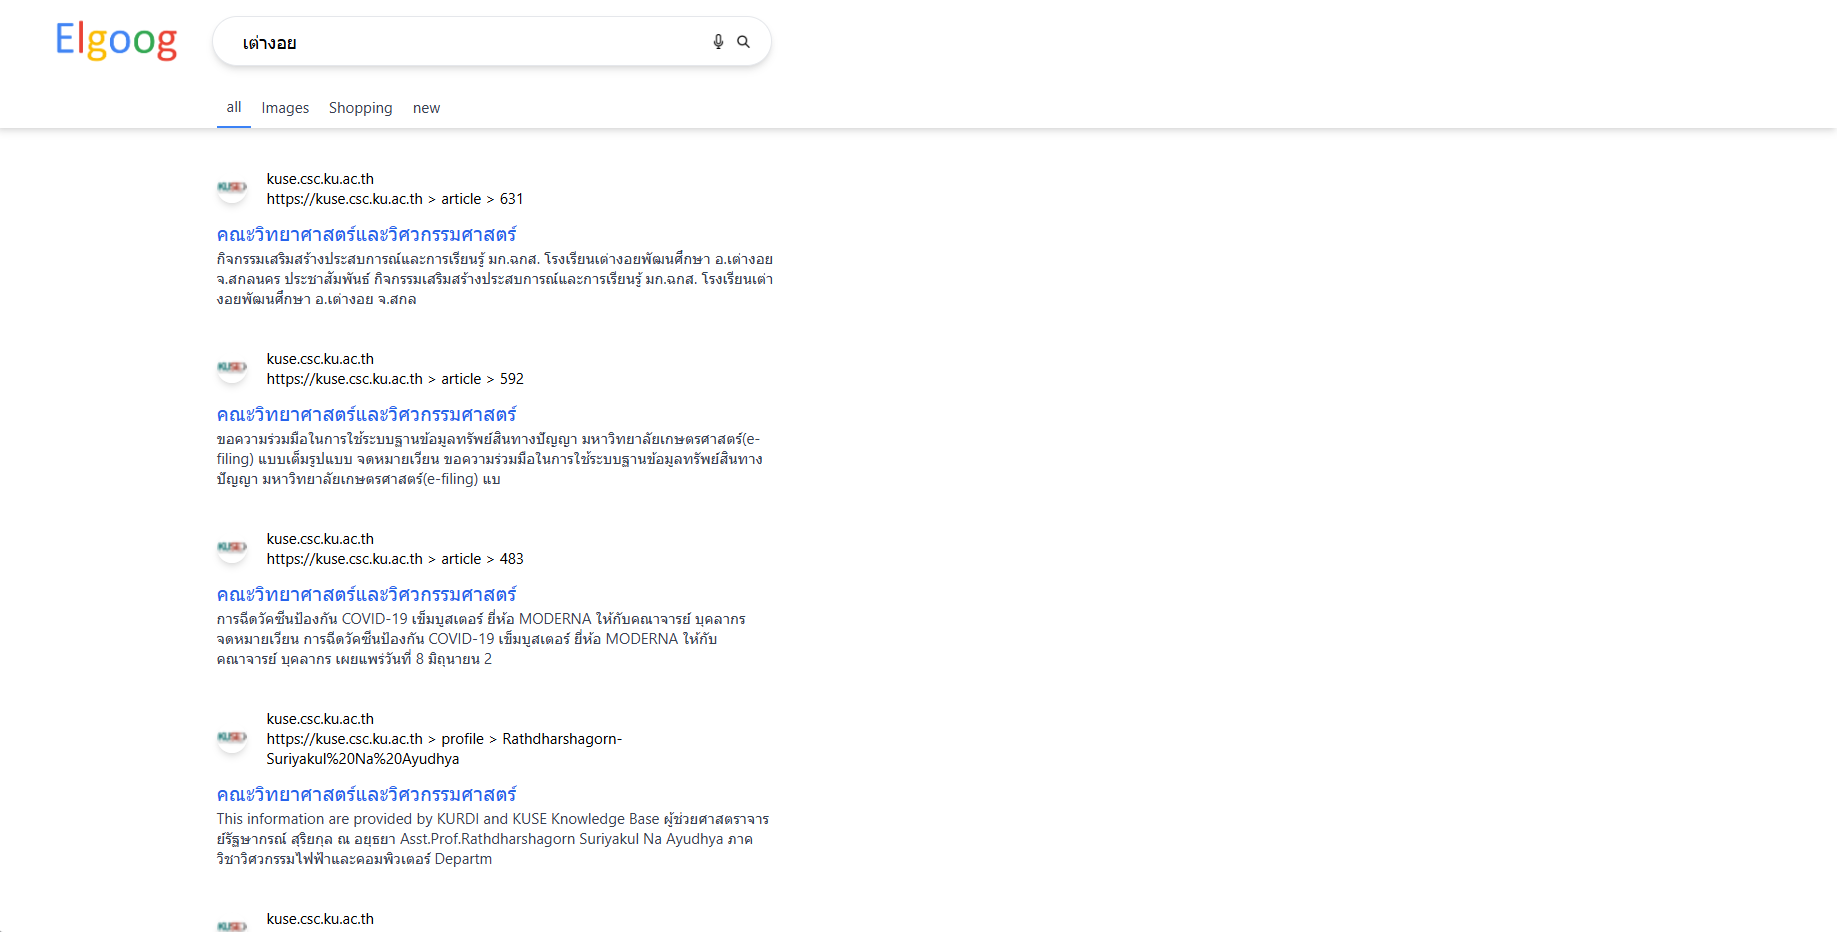 Elgoog
เต่างอย
all Images Shopping new
kuse.csc.ku.ac.th
https://kuse.csc.ku.ac.th > article > 631
คณะวิทยาศาสตร์และวิศวกรรมศาสตร์
กิจกรรมเสริมสร้างประสบการณ์และการเรียนรู้ มก.ฉกส. โรงเรียนเต่างอยพัฒนศึกษา อ.เต่างอย
จ.สกลนคร ประชาสัมพันธ์ กิจกรรมเสริมสร้างประสบการณ์และการเรียนรู้ มก.ฉกส. โรงเรียนเต่า
งอยพัฒนศึกษา อ.เต่างอย จ.สกล
kuse.csc.ku.ac.th
https://kuse.csc.ku.ac.th > article > 592
คณะวิทยาศาสตร์และวิศวกรรมศาสตร์
ขอความร่วมมือในการใช้ระบบฐานข้อมูลทรัพย์สินทางปัญญา มหาวิทยาลัยเกษตรศาสตร์(e-
filing) แบบเต็มรูปแบบ จดหมายเวียน ขอความร่วมมือในการใช้ระบบฐานข้อมูลทรัพย์สินทาง
ปัญญา มหาวิทยาลัยเกษตรศาสตร์(e-filing) แบ
kuse.csc.ku.ac.th
https://kuse.csc.ku.ac.th > article > 483
คณะวิทยาศาสตร์และวิศวกรรมศาสตร์
การฉีดวัคซีนป้องกัน COVID-19 เข็มบูสเตอร์ ยี่ห้อ MODERNA ให้กับคณาจารย์ บุคลากร
จดหมายเวียน การฉีดวัคซีนป้องกัน COVID-19 เข็มบูสเตอร์ ยี่ห้อ MODERNA ให้กับ
คณาจารย์ บุคลากร เผยแพร่วันที่ 8 มิถุนายน 2
kuse.csc.ku.ac.th
https://kuse.csc.ku.ac.th > profile > Rathdharshagorn-
Suriyakul%20Na%20Ayudhya
คณะวิทยาศาสตร์และวิศวกรรมศาสตร์
This information are provided by KURDI and KUSE Knowledge Base ผู้ช่วยศาสตราจาร
ย์รัฐษากรณ์ สุริยกุล ณ อยุธยา Asst.Prof.Rathdharshagorn Suriyakul Na Ayudhya ภาค
วิชาวิศวกรรมไฟฟ้าและคอมพิวเตอร์ Departm
kuse.csc.ku.ac.th